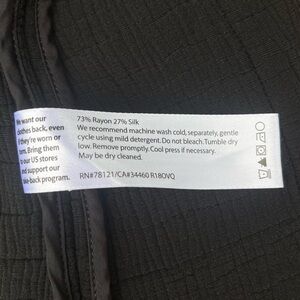 We want our
clothes back, even
if they're worn or
torn. Bring them
to our US stores
and support our
take-back program.
73% Rayon 27% Silk
We recommend machine wash cold, separately, gentle
cycle using mild detergent. Do not bleach. Tumble dry
low. Remove promptly. Cool press if necessary.
May be dry cleaned.
RN#78121/CA#34460 R18OVQ